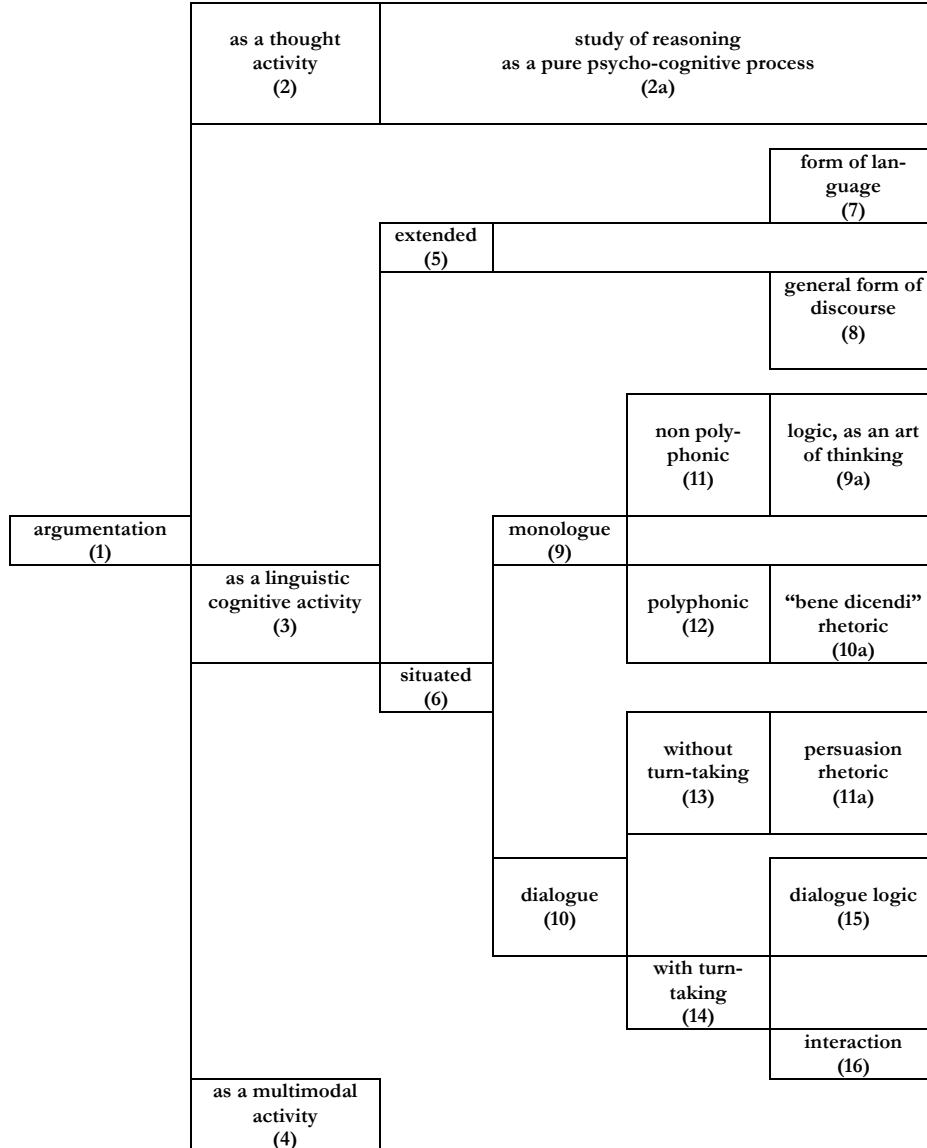 as a thought
activity
(2)
study of reasoning
as a pure psycho-cognitive process
(2a)
form of lan-
guage
(7)
extended
(5)
general form of
discourse
(8)
non poly-
phonic
(11)
logic, as an art
of thinking
(9a)
argumentation
(1)
monologue
(9)
as a linguistic
cognitive activity
(3)
polyphonic
(12)
“bene dicendi”
rhetoric
(10a)
situated
(6)
without
turn-taking
(13)
persuasion
rhetoric
(11a)
dialogue
(10)
dialogue logic
(15)
with turn-
taking
(14)
interaction
(16)
as a multimodal
activity
(4)